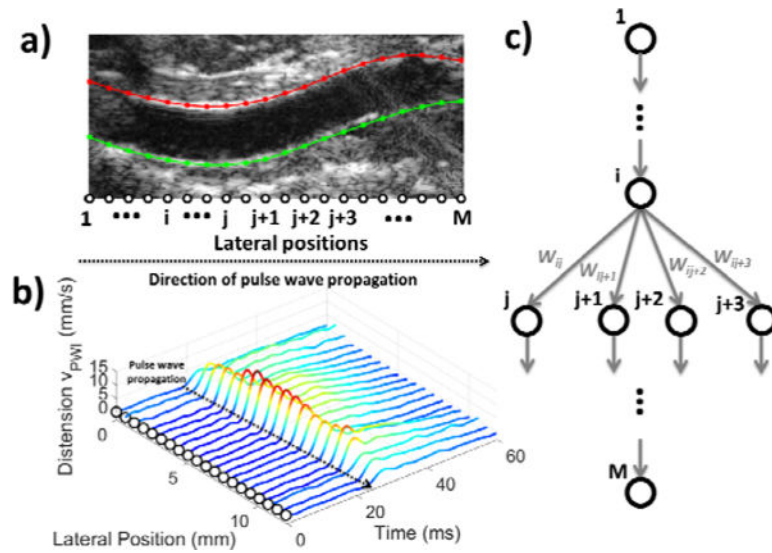 a)
1 ••• i ••• j j+1 j+2 j+3 ••• M
Lateral positions
Direction of pulse wave propagation
b)
Distension v_PWI (mm/s)
15
10
5
0
Pulse wave
propagation
0
5
10
Lateral Position (mm)
0
20
40
60
Time (ms)
c)
1
•••
i
W_ij W_ij+1 W_ij+2 W_ij+3
j j+1 j+2 j+3
•••
M